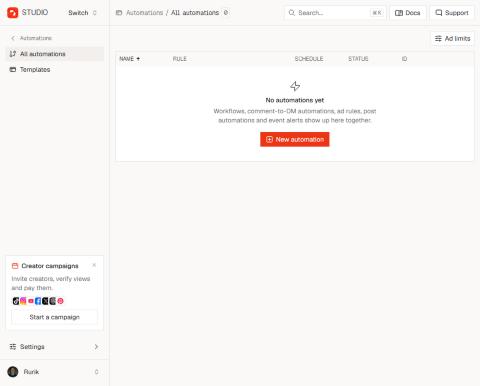 STUDIO
Switch
Automations
All automations
Templates
Creator campaigns
Invite creators, verify views
and pay them.
Start a campaign
Settings
Rurik
Automations / All automations 0
Search...
⌘K
Docs
Support
Ad limits
NAME RULE SCHEDULE STATUS ID
No automations yet
Workflows, comment-to-DM automations, ad rules, post
automations and event alerts show up here together.
New automation